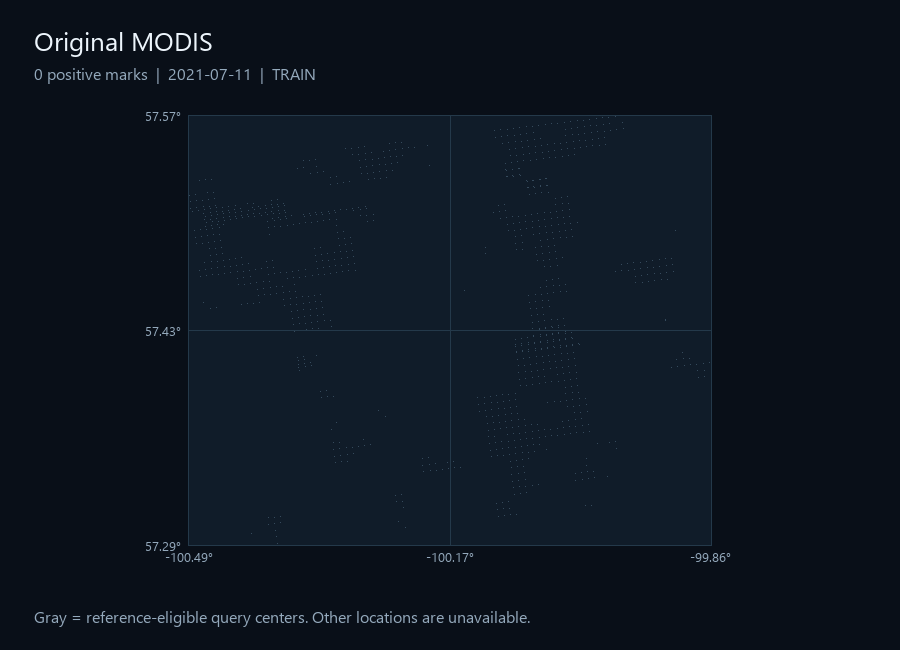 Original MODIS
0 positive marks | 2021-07-11 | TRAIN
57.57°
57.43°
57.29°
-100.49°
-100.17°
-99.86°
Gray = reference-eligible query centers. Other locations are unavailable.